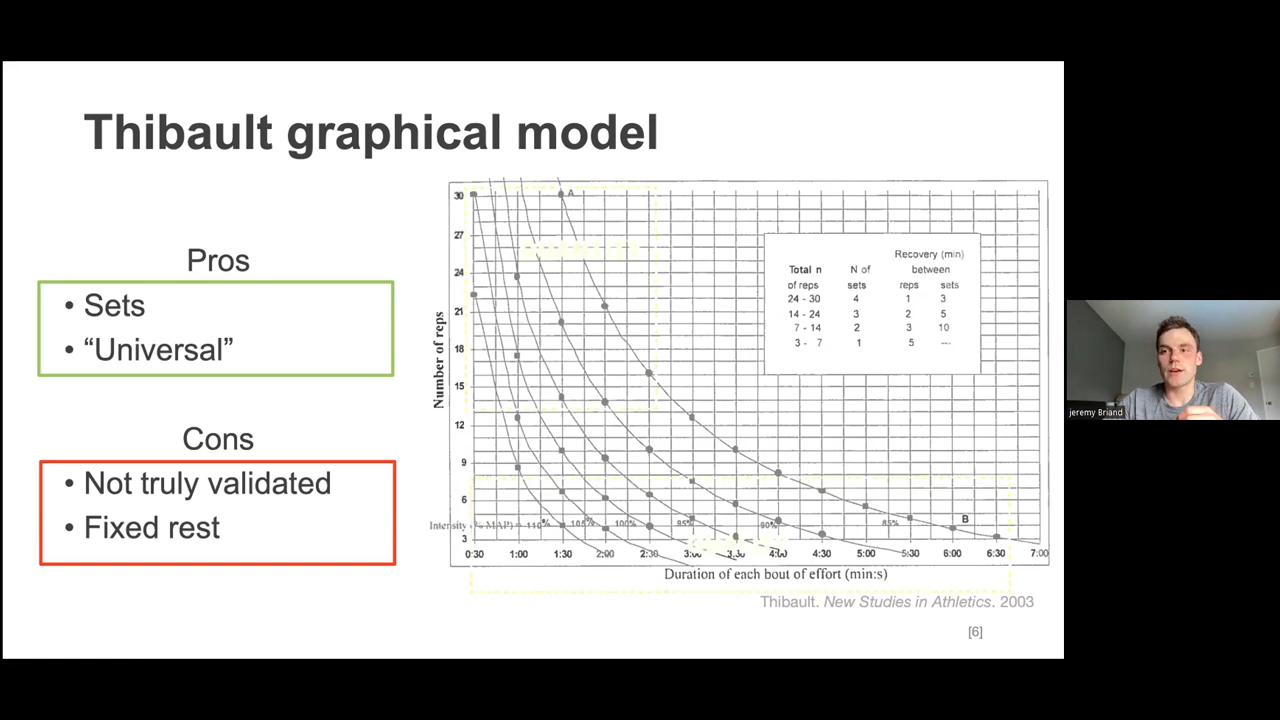 Thibault graphical model
Pros
• Sets
• “Universal”
Cons
• Not truly validated
• Fixed rest
Number of reps
30
27
24
21
18
15
12
9
6
3
A
B
Recovery (min)
Total n N of between
of reps sets reps sets
24 - 30 4 1 3
14 - 24 3 2 5
7 - 14 2 3 10
3 - 7 1 5 ---
Intensity (% MAP) = 110% 105% 100% 95% 90% 85%
0:30 1:00 1:30 2:00 2:30 3:00 3:30 4:00 4:30 5:00 5:30 6:00 6:30 7:00
Duration of each bout of effort (min:s)
Thibault. New Studies in Athletics. 2003
[6]
jeremy Briand